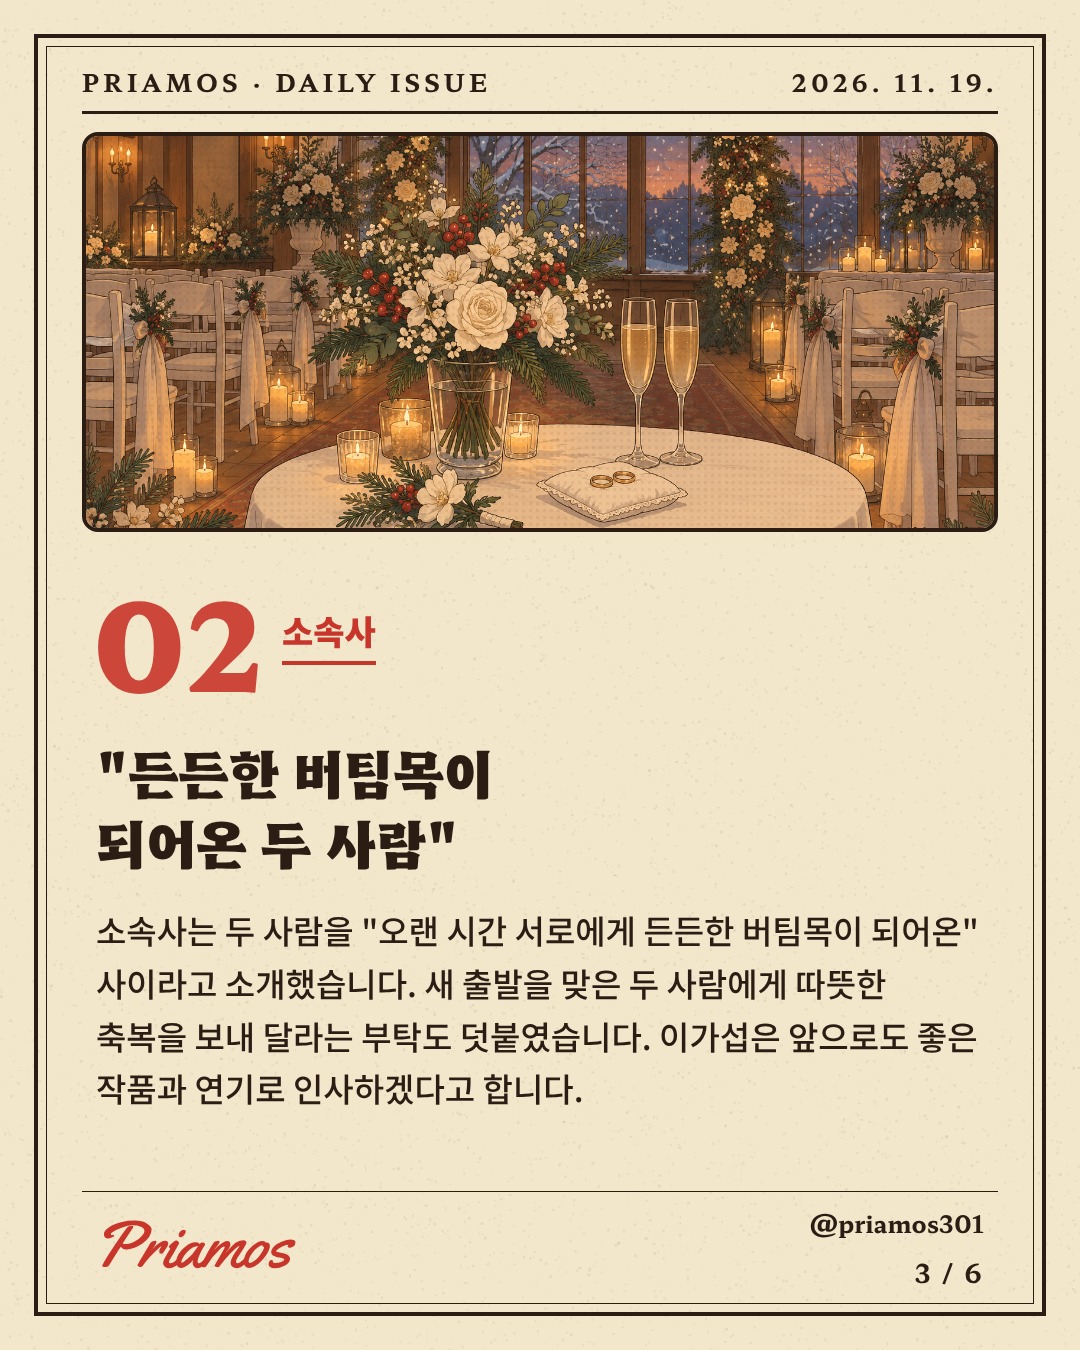 PRIAMOS · DAILY ISSUE
2026. 11. 19.
02
소속사
"든든한 버팀목이
되어온 두 사람"
소속사는 두 사람을 "오랜 시간 서로에게 든든한 버팀목이 되어온"
사이라고 소개했습니다. 새 출발을 맞은 두 사람에게 따뜻한
축복을 보내 달라는 부탁도 덧붙였습니다. 이가섭은 앞으로도 좋은
작품과 연기로 인사하겠다고 합니다.
Priamos
@priamos301
3 / 6